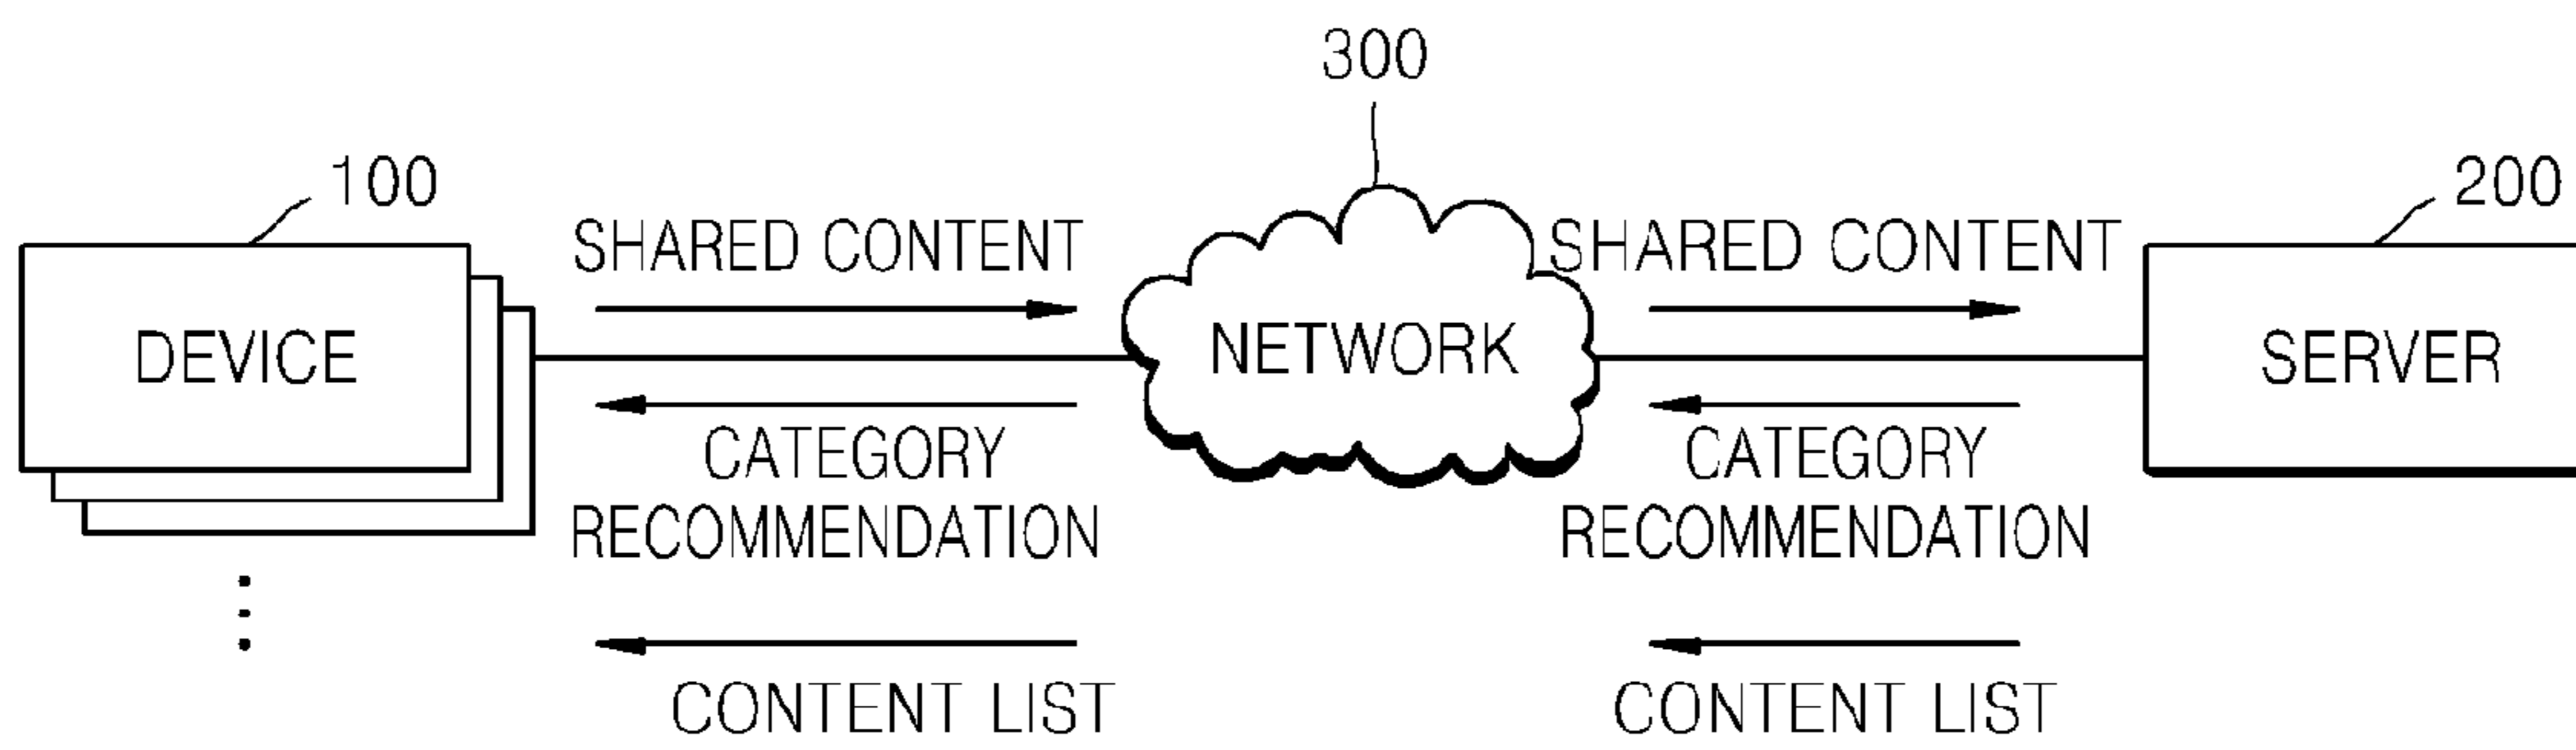 300
100
200
SHARED CONTENT
SHARED CONTENT
DEVICE
NETWORK
SERVER
CATEGORY
RECOMMENDATION
CATEGORY
RECOMMENDATION
CONTENT LIST
CONTENT LIST